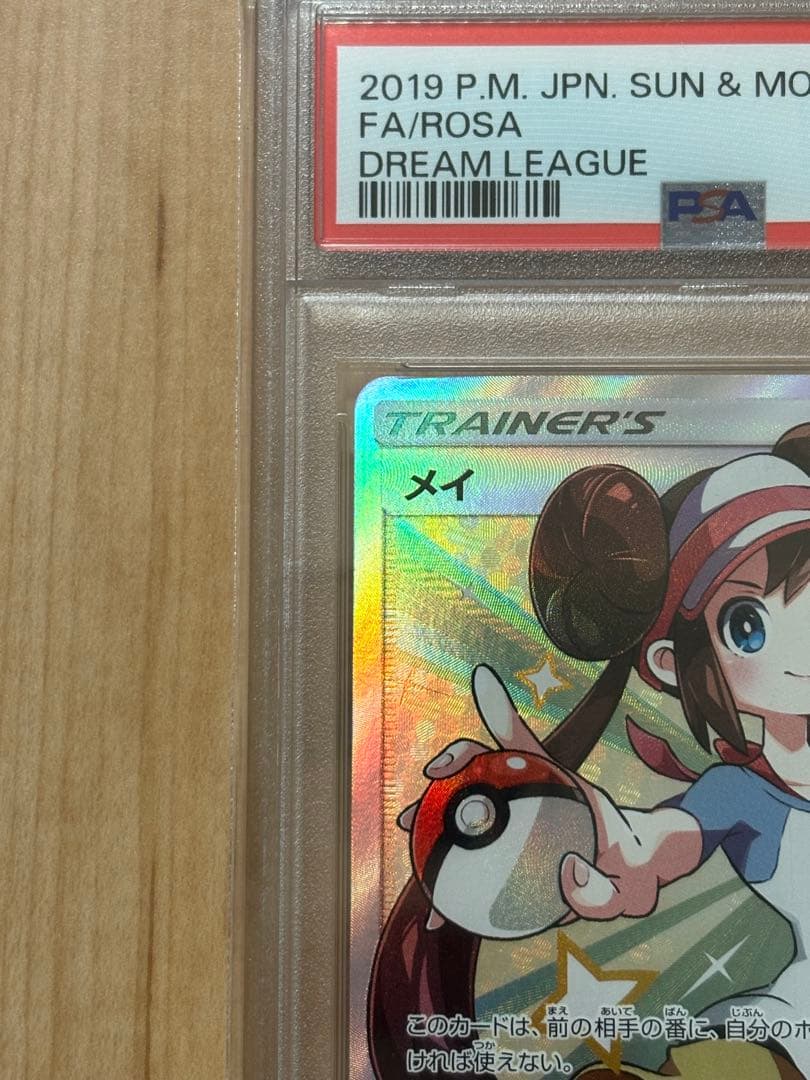 2019 P.M. JPN. SUN & MO
FA/ROSA
DREAM LEAGUE
PSA
TRAINER'S
メイ
このカードは、前の相手の番に、自分のポ
ければ使えない。